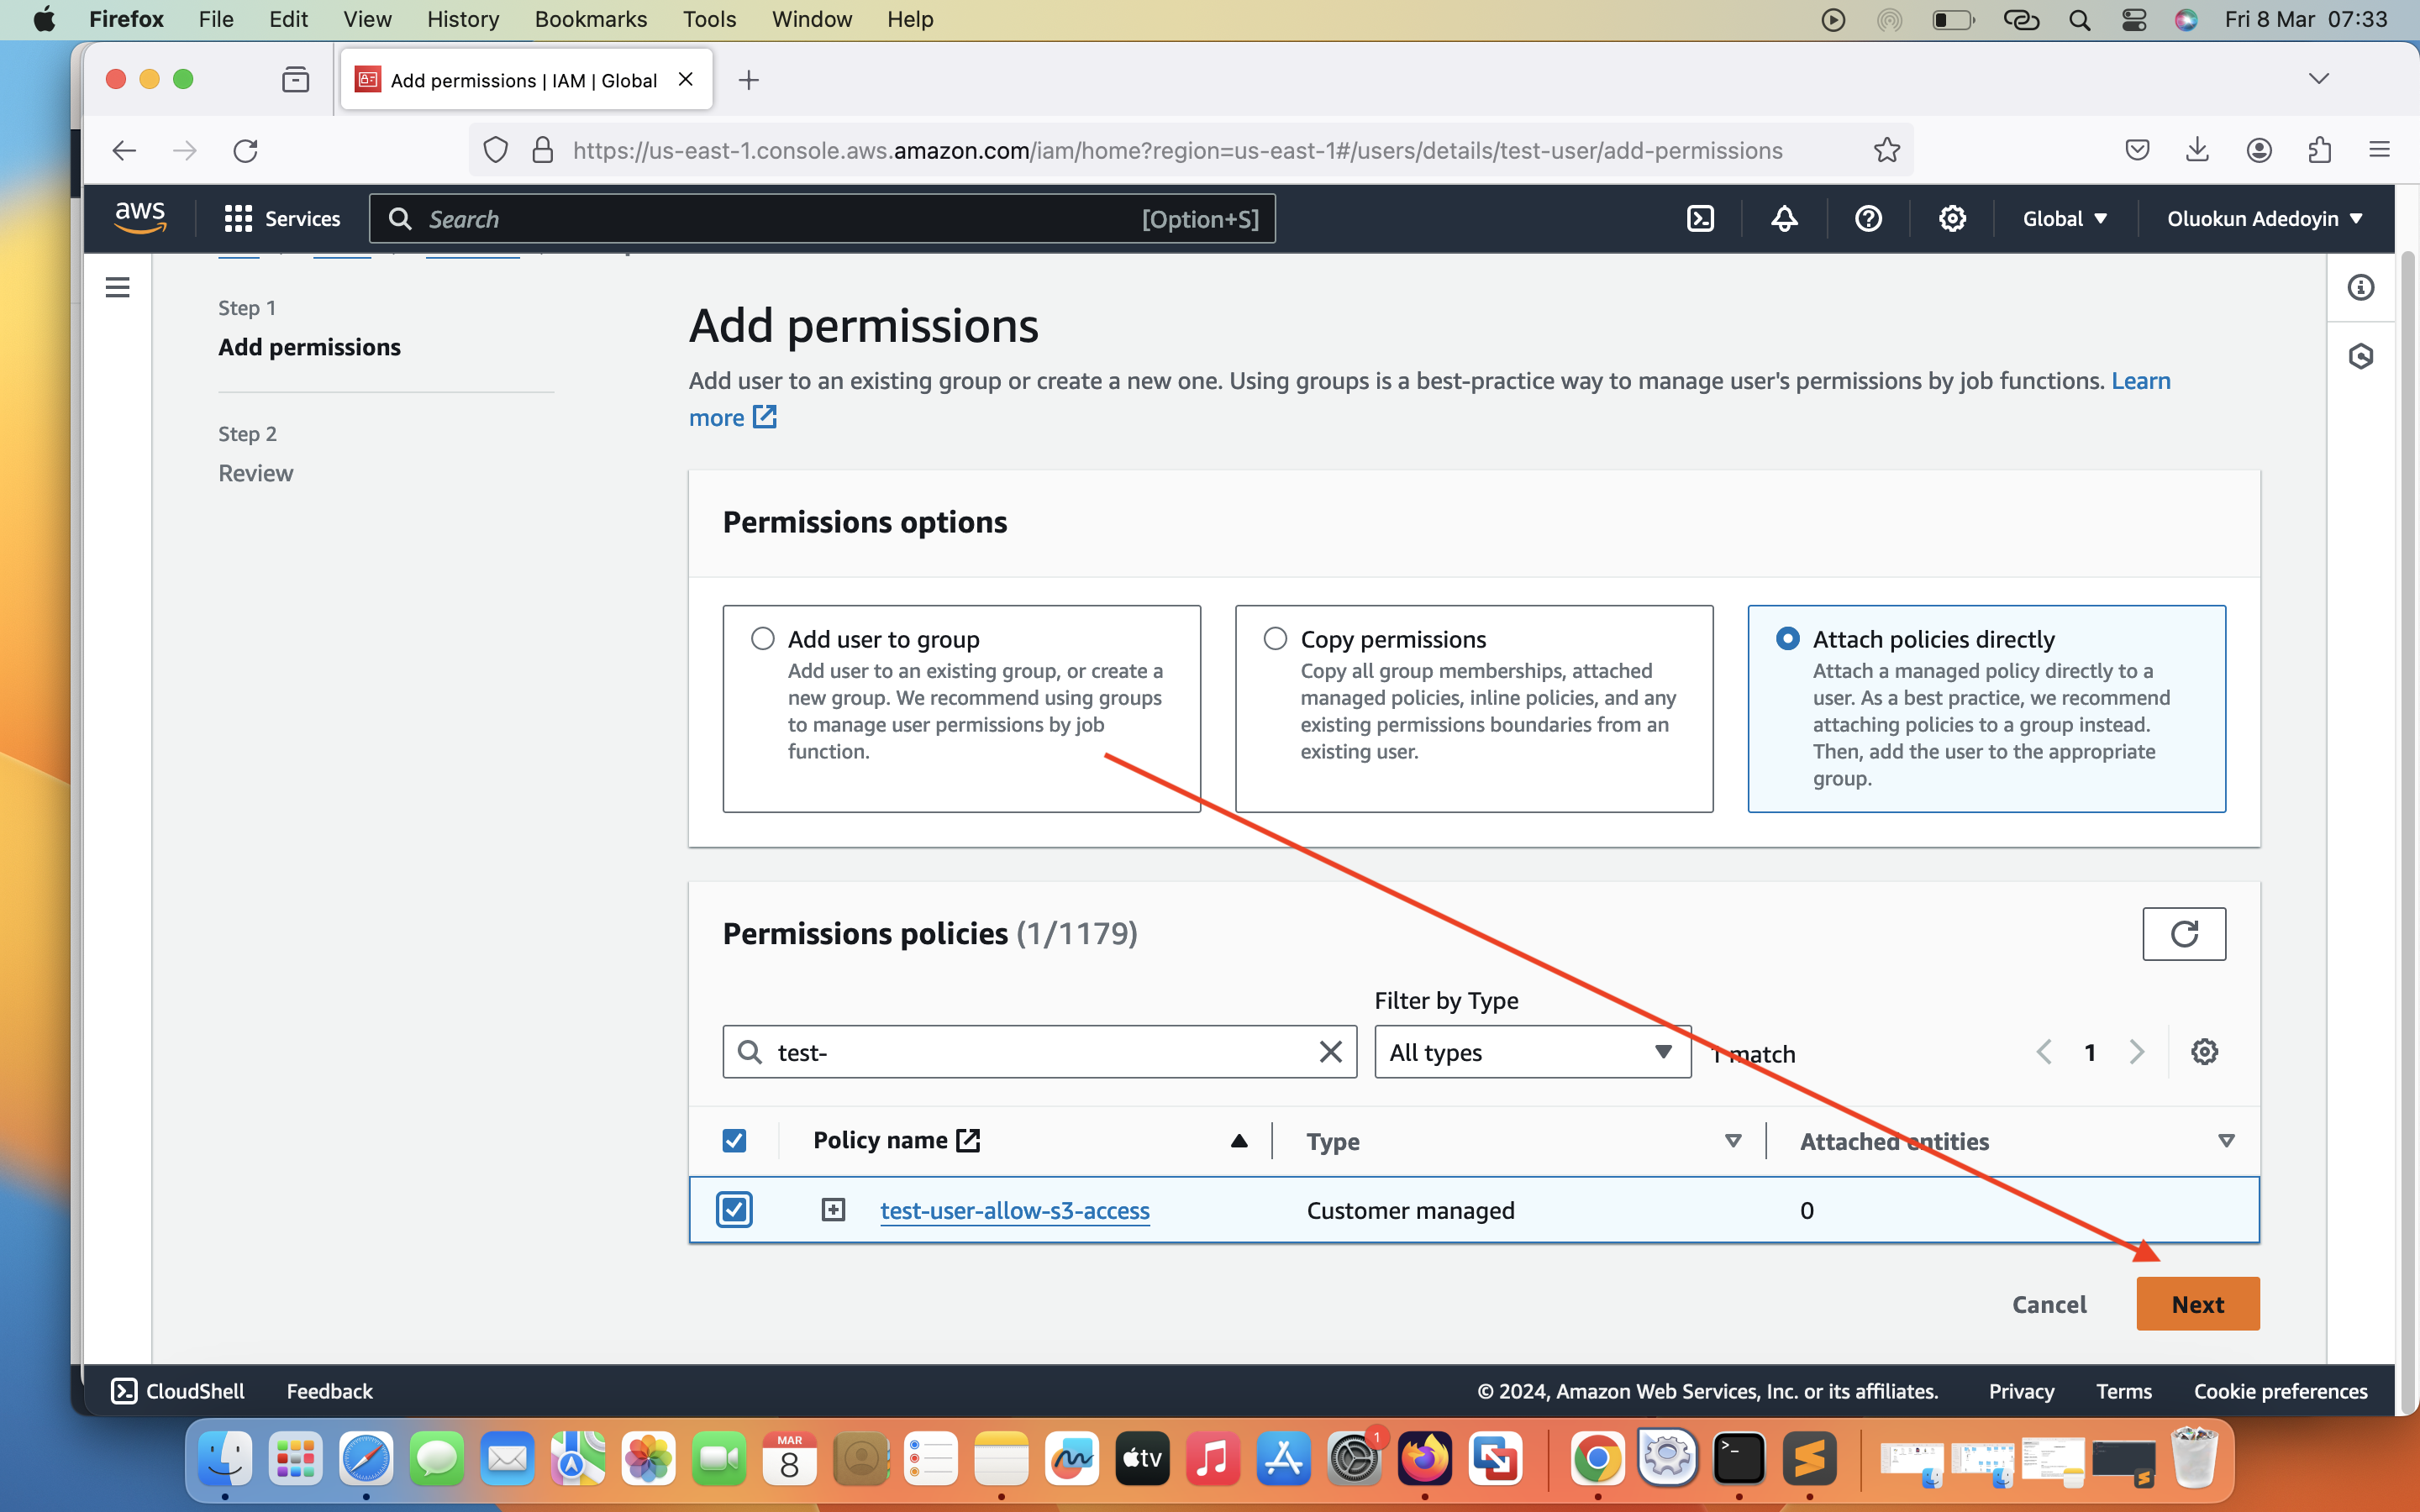 Firefox File Edit View History Bookmarks Tools Window Help Fri 8 Mar 07:33
Add permissions | IAM | Global
https://us-east-1.console.aws.amazon.com/iam/home?region=us-east-1#/users/details/test-user/add-permissions
aws Services Search [Option+S] Global Oluokun Adedoyin
Step 1
Add permissions
Step 2
Review
Add permissions
Add user to an existing group or create a new one. Using groups is a best-practice way to manage user's permissions by job functions. Learn
more
Permissions options
Add user to group
Add user to an existing group, or create a
new group. We recommend using groups
to manage user permissions by job
function.
Copy permissions
Copy all group memberships, attached
managed policies, inline policies, and any
existing permissions boundaries from an
existing user.
Attach policies directly
Attach a managed policy directly to a
user. As a best practice, we recommend
attaching policies to a group instead.
Then, add the user to the appropriate
group.
Permissions policies (1/1179)
Filter by Type
test- All types 1 match 1
Policy name Type Attached entities
test-user-allow-s3-access Customer managed 0
Cancel Next
CloudShell Feedback © 2024, Amazon Web Services, Inc. or its affiliates. Privacy Terms Cookie preferences
MAR
8
tv
1